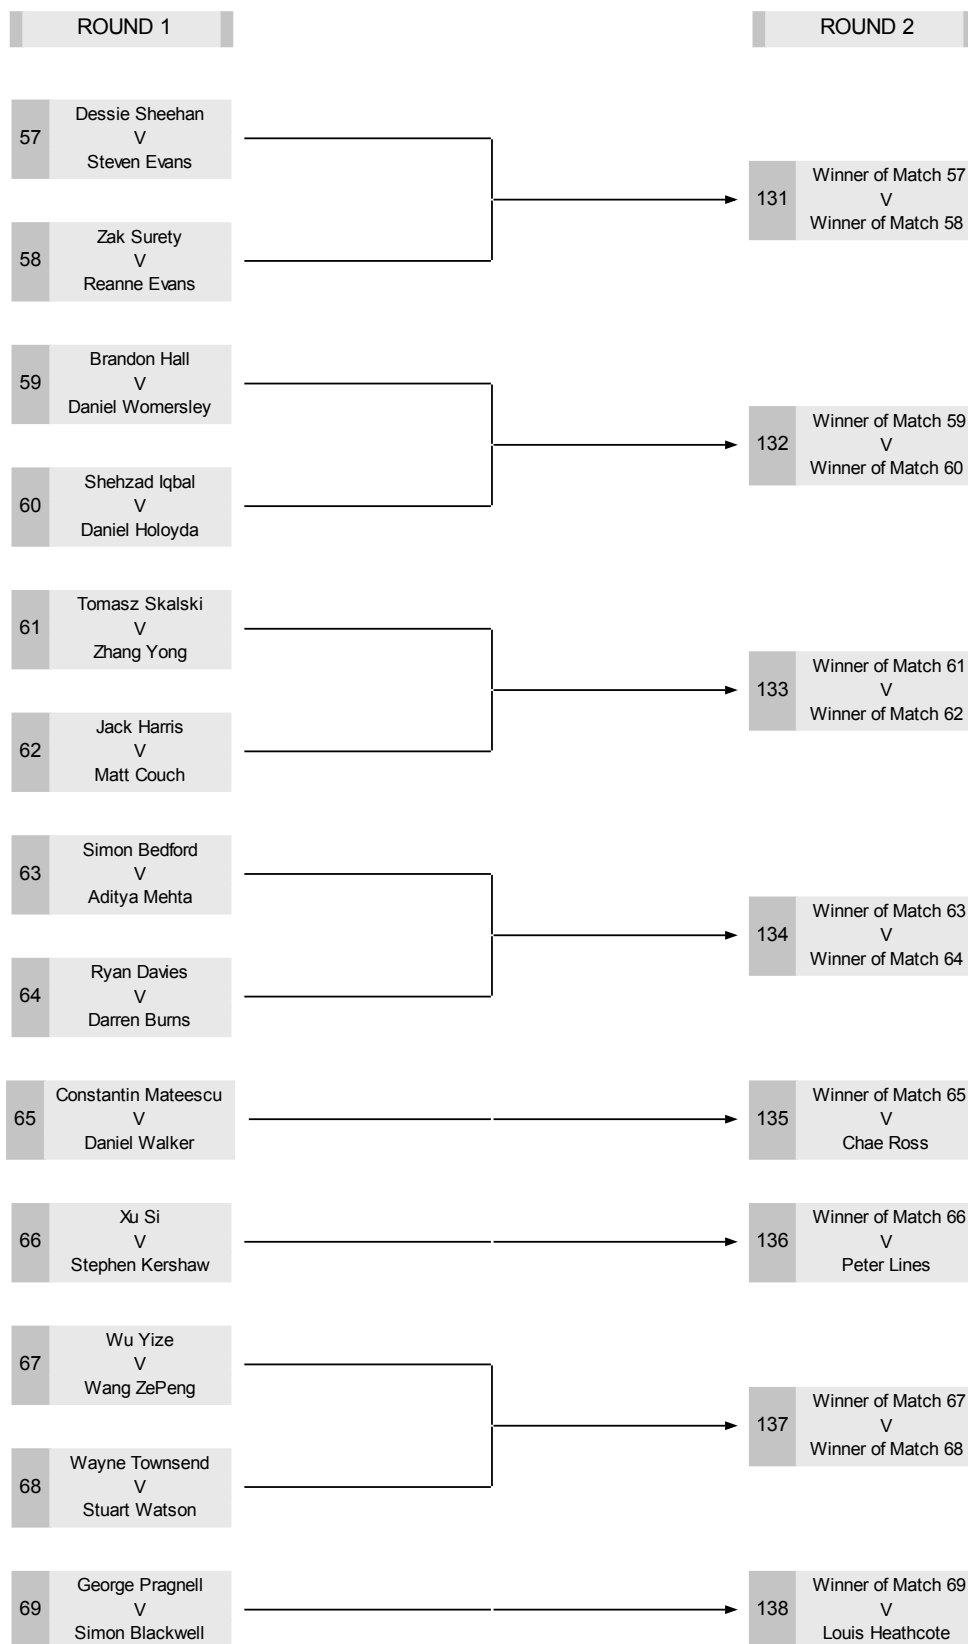 ROUND 1
ROUND 2
57
Dessie Sheehan
V
Steven Evans
131
Winner of Match 57
V
Winner of Match 58
58
Zak Surety
V
Reanne Evans
59
Brandon Hall
V
Daniel Womersley
132
Winner of Match 59
V
Winner of Match 60
60
Shehzad Iqbal
V
Daniel Holoyda
61
Tomasz Skalski
V
Zhang Yong
133
Winner of Match 61
V
Winner of Match 62
62
Jack Harris
V
Matt Couch
63
Simon Bedford
V
Aditya Mehta
134
Winner of Match 63
V
Winner of Match 64
64
Ryan Davies
V
Darren Burns
65
Constantin Mateescu
V
Daniel Walker
135
Winner of Match 65
V
Chae Ross
66
Xu Si
V
Stephen Kershaw
136
Winner of Match 66
V
Peter Lines
67
Wu Yize
V
Wang ZePeng
137
Winner of Match 67
V
Winner of Match 68
68
Wayne Townsend
V
Stuart Watson
69
George Pragnell
V
Simon Blackwell
138
Winner of Match 69
V
Louis Heathcote